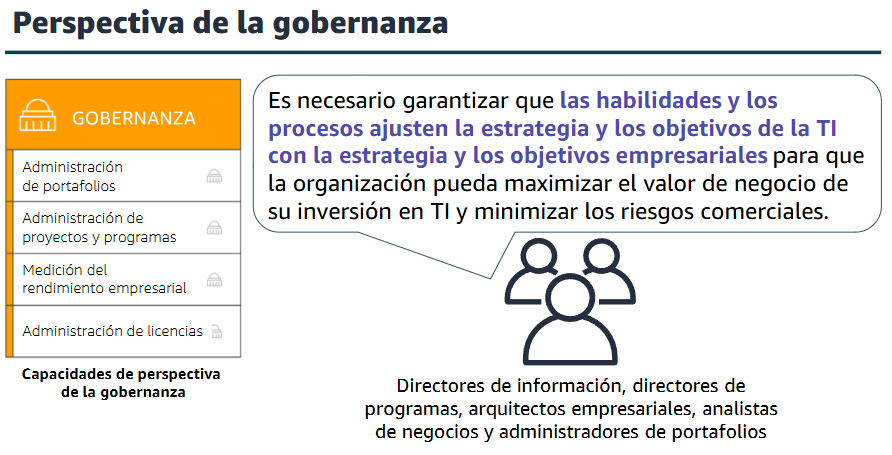 Perspectiva de la gobernanza
GOBERNANZA
Administración
de portafolios
Administración de
proyectos y programas
Medición del
rendimiento empresarial
Administración de licencias
Capacidades de perspectiva
de la gobernanza
Es necesario garantizar que las habilidades y los
procesos ajusten la estrategia y los objetivos de la TI
con la estrategia y los objetivos empresariales para que
la organización pueda maximizar el valor de negocio de
su inversión en TI y minimizar los riesgos comerciales.
Directores de información, directores de
programas, arquitectos empresariales, analistas
de negocios y administradores de portafolios